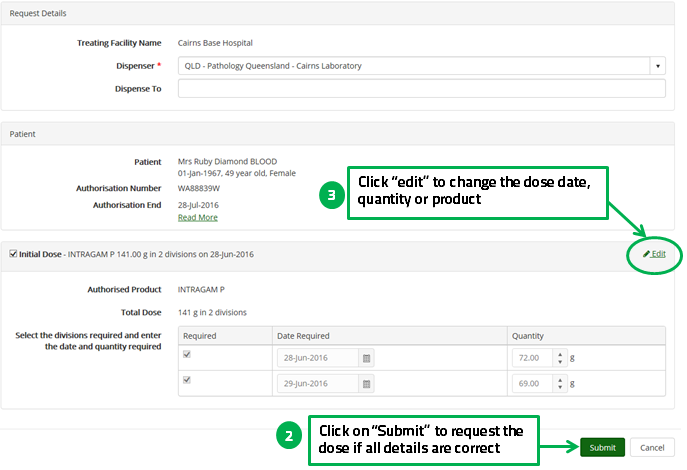 Request Details
Treating Facility Name Cairns Base Hospital
Dispenser * QLD - Pathology Queensland - Cairns Laboratory
Dispense To
Patient
Patient Mrs Ruby Diamond BLOOD
01-Jan-1967, 49 year old, Female
Authorisation Number WA88839W
Authorisation End 28-Jul-2016
Read More
3 Click “edit” to change the dose date,
quantity or product
Initial Dose - INTRAGAM P 141.00 g in 2 divisions on 28-Jun-2016 Edit
Authorised Product INTRAGAM P
Total Dose 141 g in 2 divisions
Select the divisions required and enter
the date and quantity required
Required Date Required Quantity
28-Jun-2016 72.00 g
29-Jun-2016 69.00 g
2 Click on “Submit” to request the
dose if all details are correct
Submit Cancel